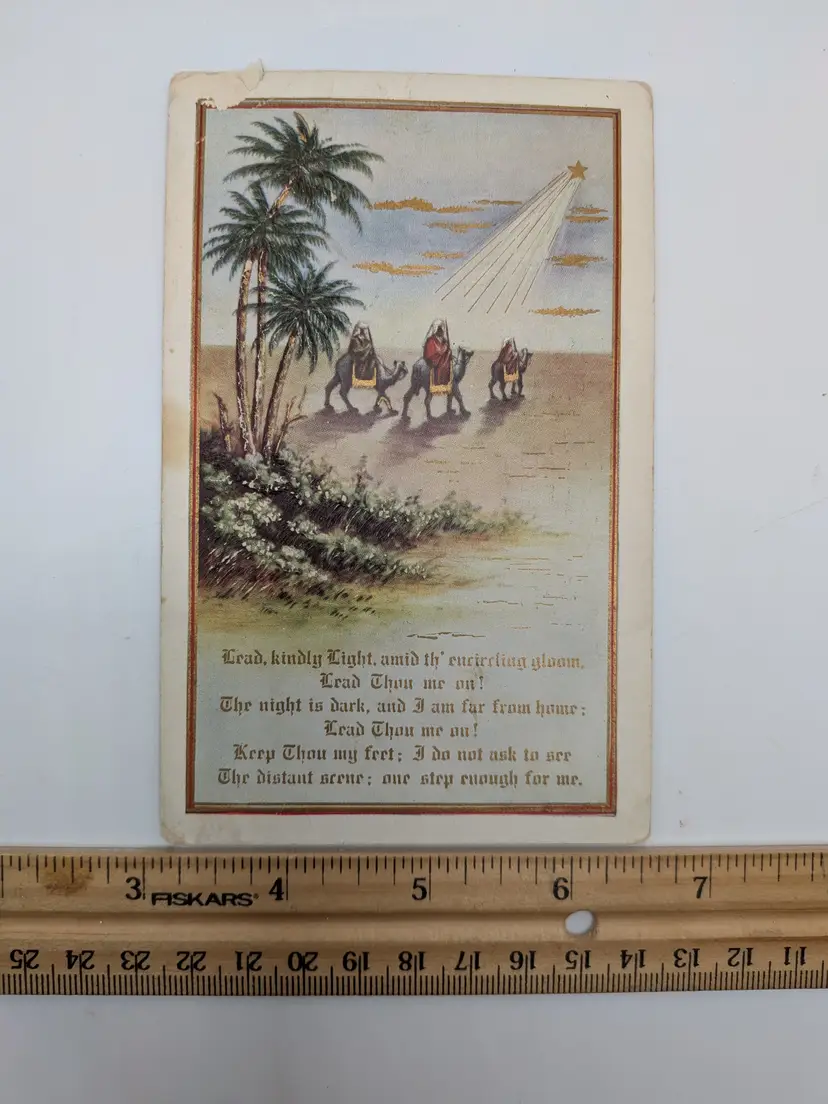 Lead, kindly Light, amid th' encircling gloom,
Lead Thou me on!
The night is dark, and I am far from home;
Lead Thou me on!
Keep Thou my feet; I do not ask to see
The distant scene; one step enough for me.
3 FISKARS® 4 5 6 7
25 24 23 22 21 20 19 18 17 16 15 14 13 12 11